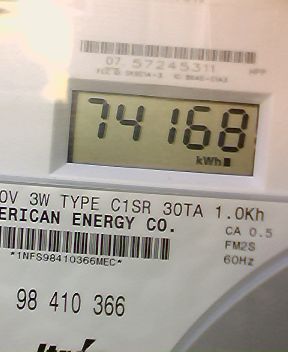 07 57245311
74168
kWh
0V 3W TYPE C1SR 30TA 1.0Kh
ERICAN ENERGY CO.
CA 0.5
FM2S
*1NFS98410366MEC*
60Hz
98 410 366